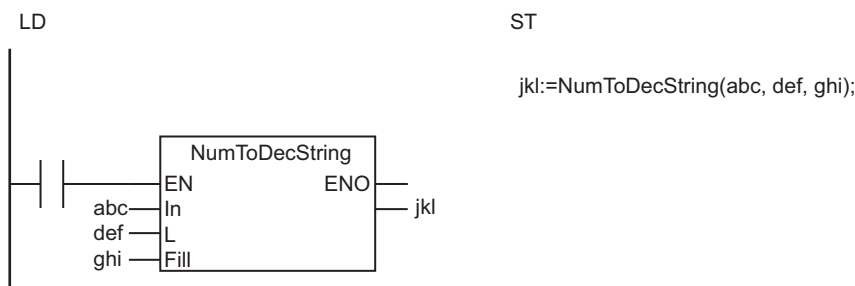 LD
ST
jkl:=NumToDecString(abc, def, ghi);
NumToDecString
EN ENO
abc In jkl
def L
ghi Fill